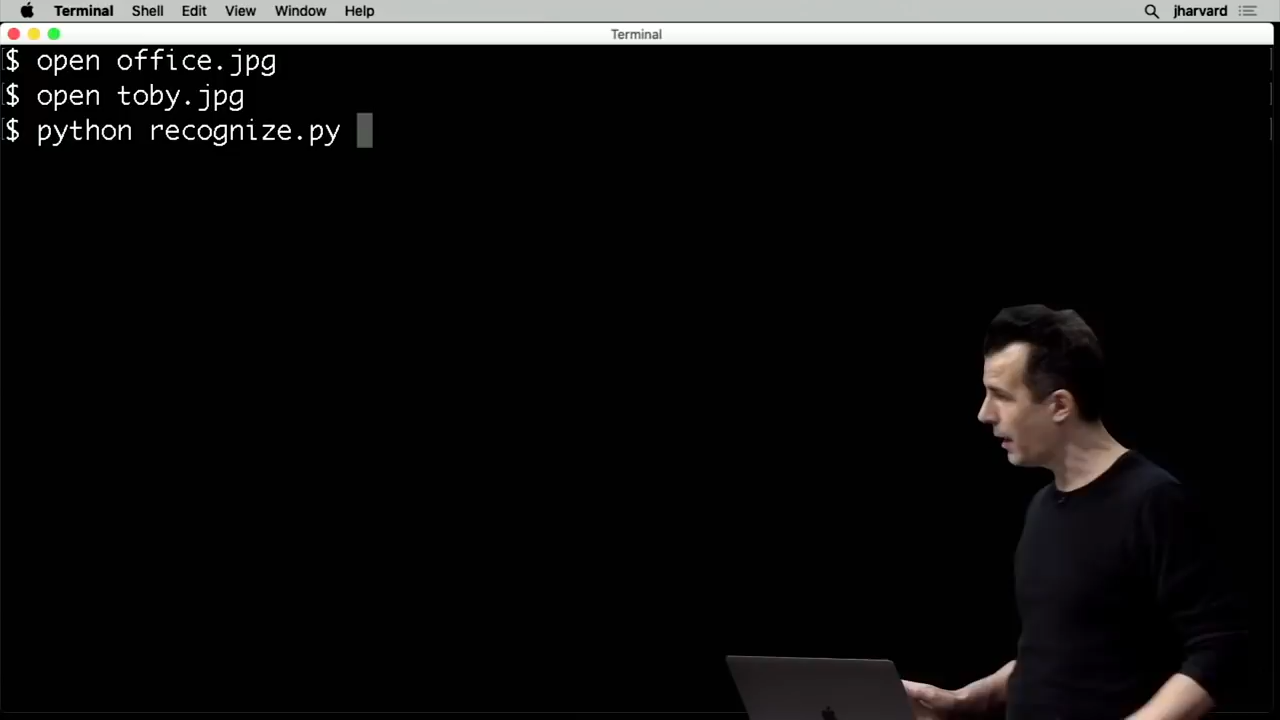 Terminal Shell Edit View Window Help jharvard
Terminal
$ open office.jpg
$ open toby.jpg
$ python recognize.py